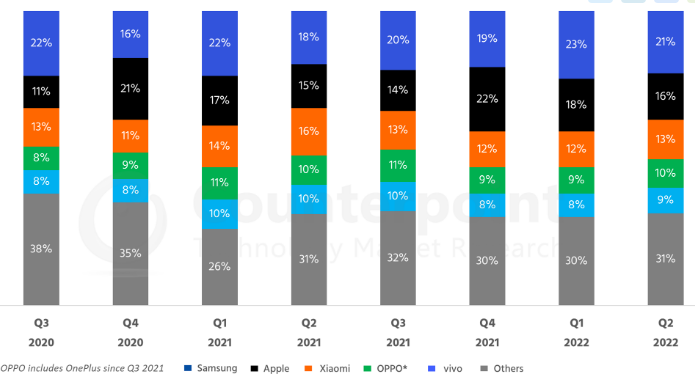 22% 16% 22% 18% 20% 19% 23% 21%
11% 21% 17% 15% 14% 22% 18% 16%
13% 11% 14% 16% 13% 12% 12% 13%
8% 9% 11% 10% 11% 9% 9% 10%
8% 8% 10% 10% 10% 8% 8% 9%
38% 35% 26% 31% 32% 30% 30% 31%
Counterpoint
Technology Market Research
Q3 Q4 Q1 Q2 Q3 Q4 Q1 Q2
2020 2020 2021 2021 2021 2021 2022 2022
OPPO includes OnePlus since Q3 2021 Samsung Apple Xiaomi OPPO* vivo Others